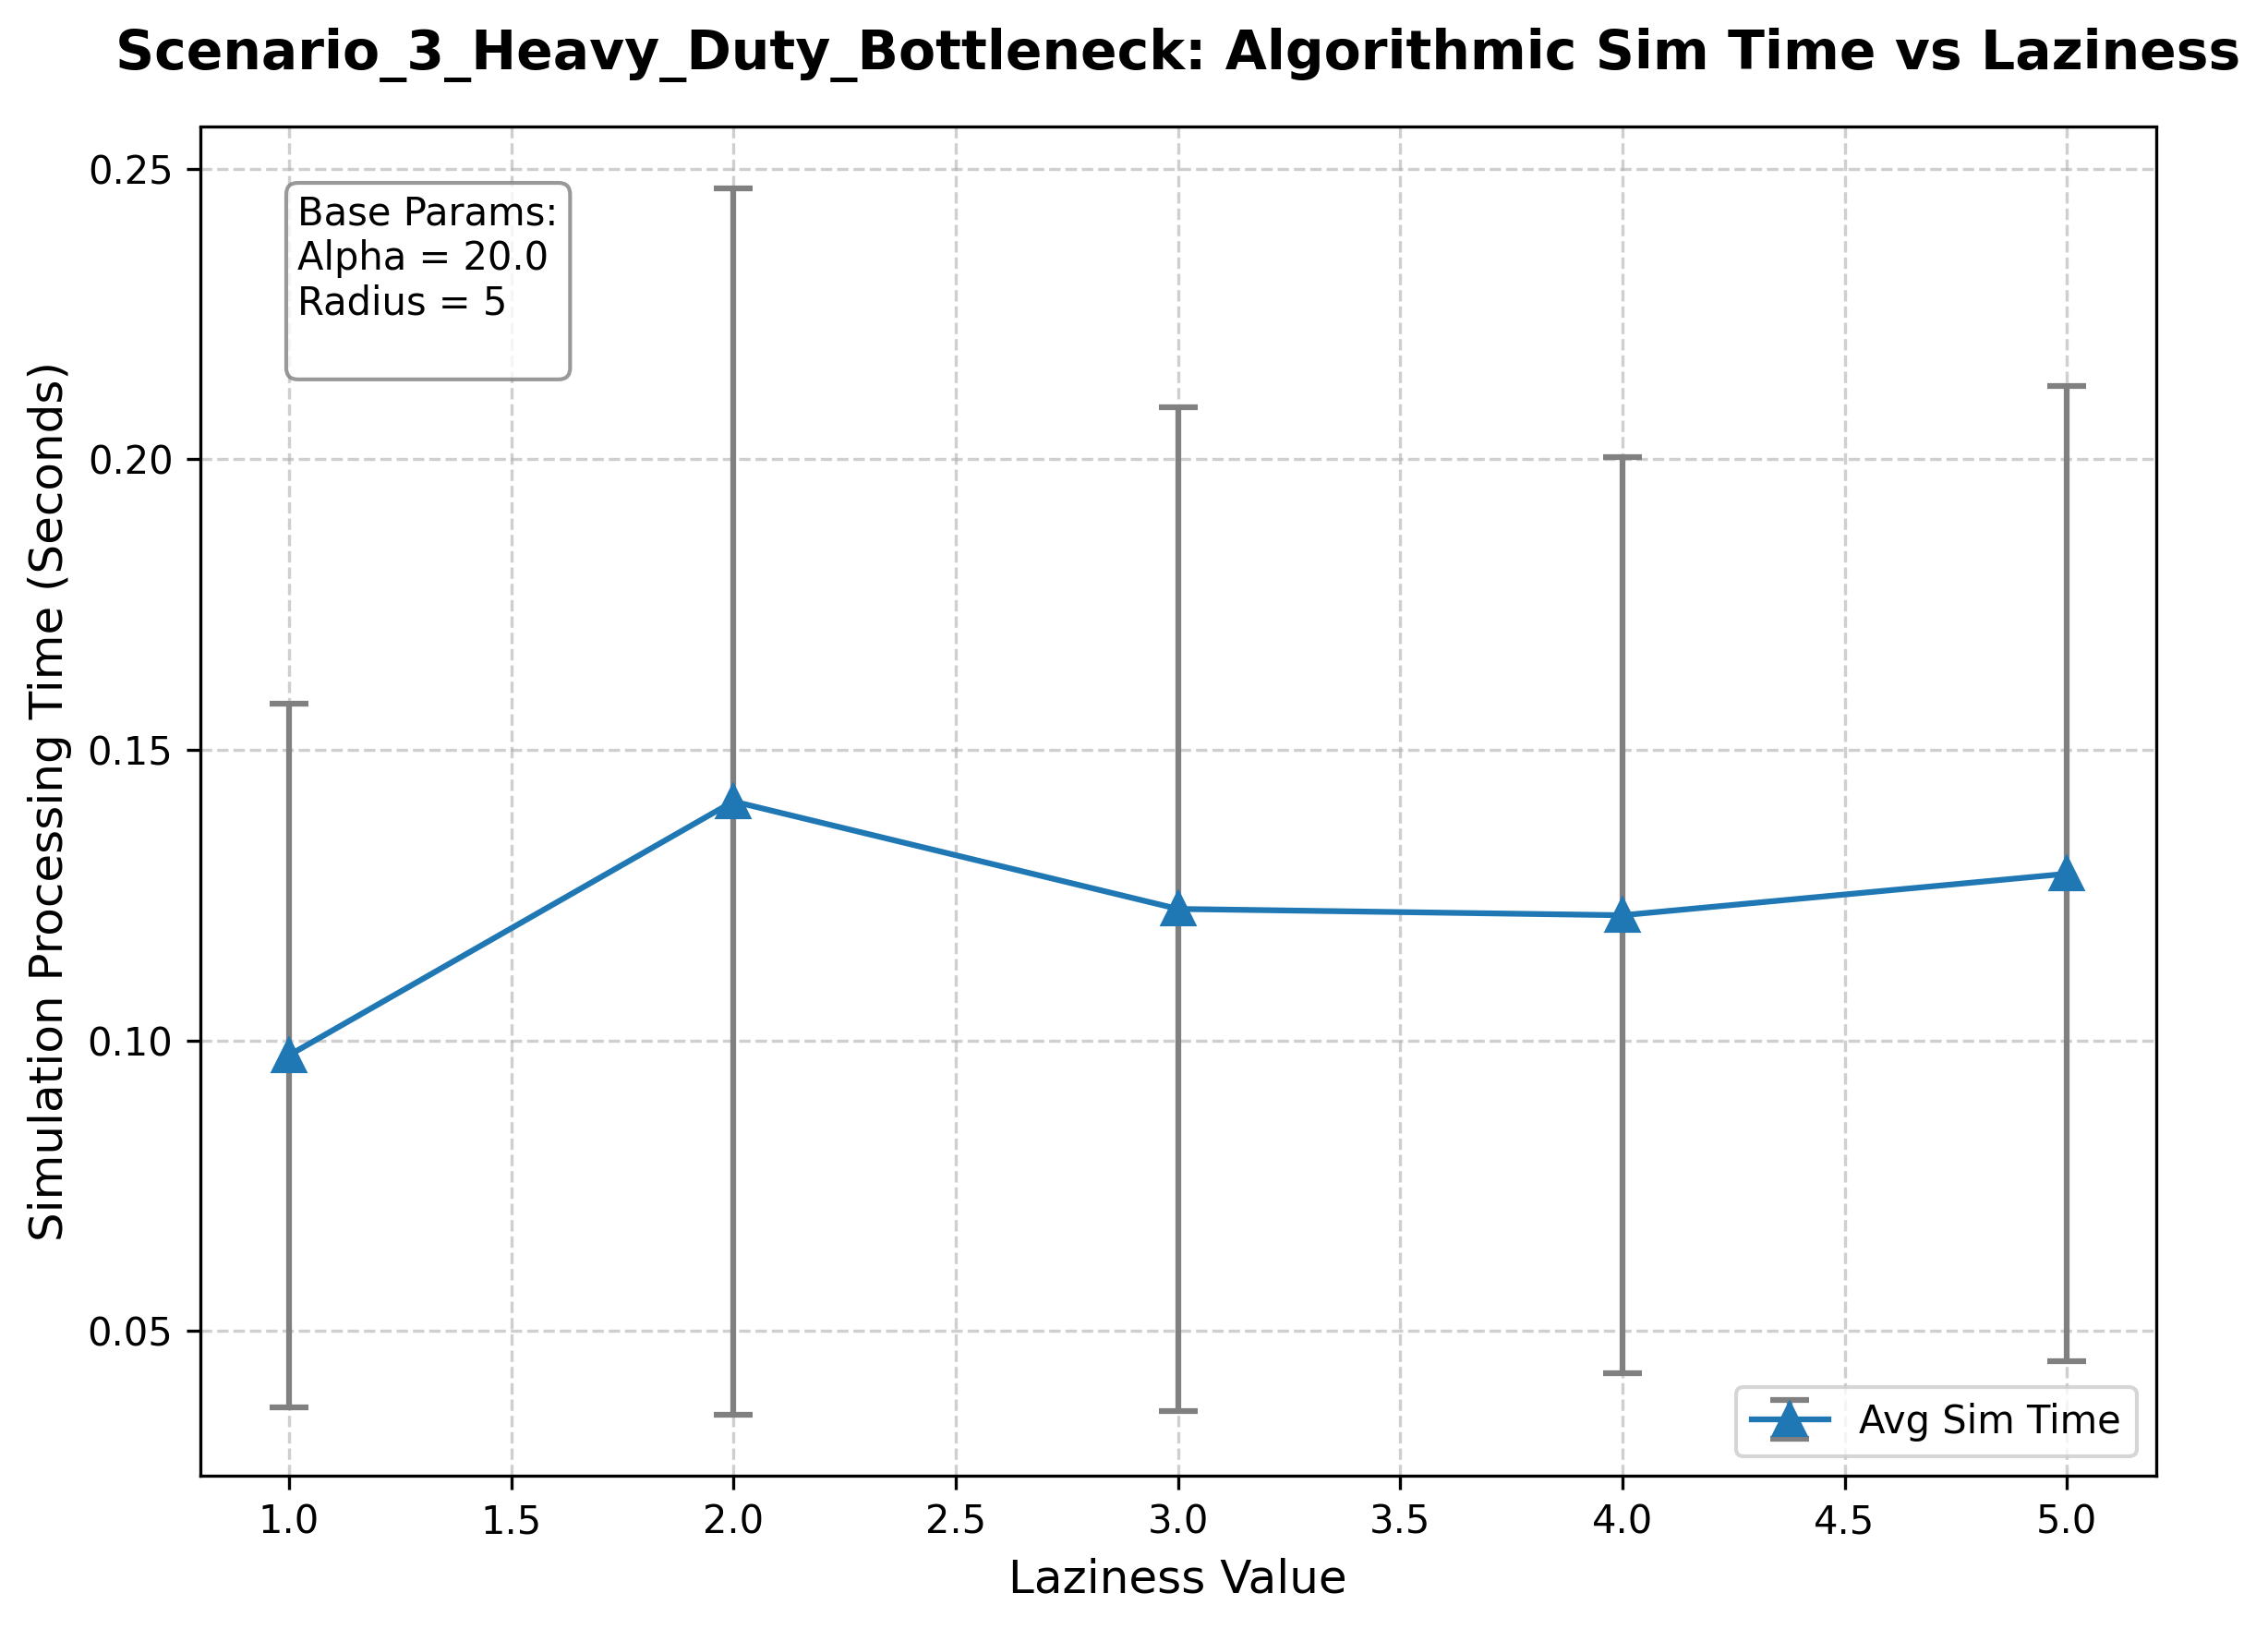 Scenario_3_Heavy_Duty_Bottleneck: Algorithmic Sim Time vs Laziness
Simulation Processing Time (Seconds)
0.25
0.20
0.15
0.10
0.05
Base Params:
Alpha = 20.0
Radius = 5
Avg Sim Time
1.0
1.5
2.0
2.5
3.0
3.5
4.0
4.5
5.0
Laziness Value